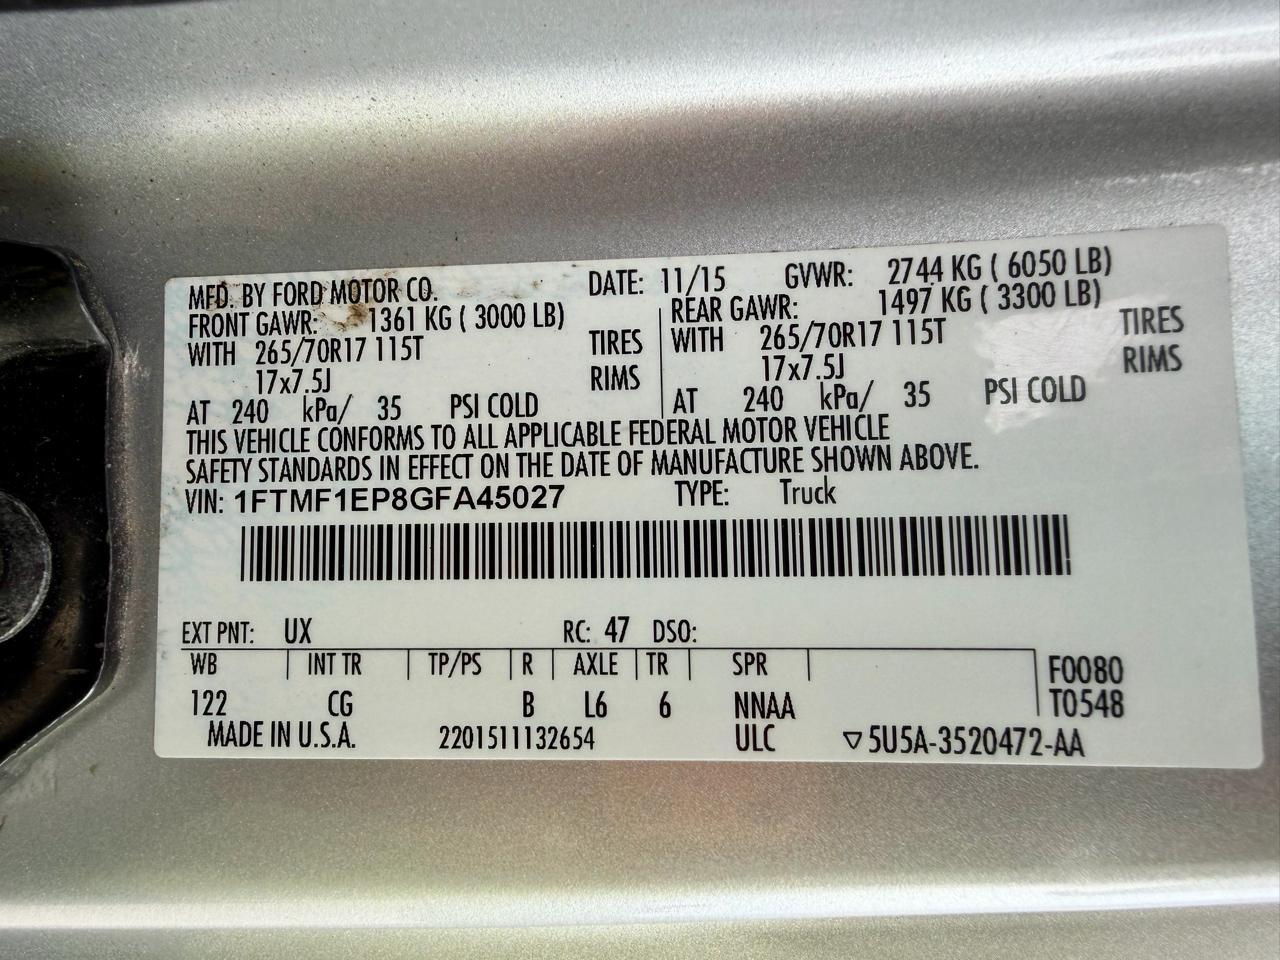 MFD. BY FORD MOTOR CO. DATE: 11/15 GVWR: 2744 KG ( 6050 LB)
FRONT GAWR: 1361 KG ( 3000 LB) REAR GAWR: 1497 KG ( 3300 LB)
WITH 265/70R17 115T TIRES WITH 265/70R17 115T TIRES
17x7.5J RIMS 17x7.5J RIMS
AT 240 kPa/ 35 PSI COLD AT 240 kPa/ 35 PSI COLD
THIS VEHICLE CONFORMS TO ALL APPLICABLE FEDERAL MOTOR VEHICLE
SAFETY STANDARDS IN EFFECT ON THE DATE OF MANUFACTURE SHOWN ABOVE.
VIN: 1FTMF1EP8GFA45027 TYPE: Truck
EXT PNT: UX RC: 47 DSO:
WB INT TR TP/PS R AXLE TR SPR F0080
122 CG B L6 6 NNAA T0548
MADE IN U.S.A. 2201511132654 ULC ▽5U5A-3520472-AA